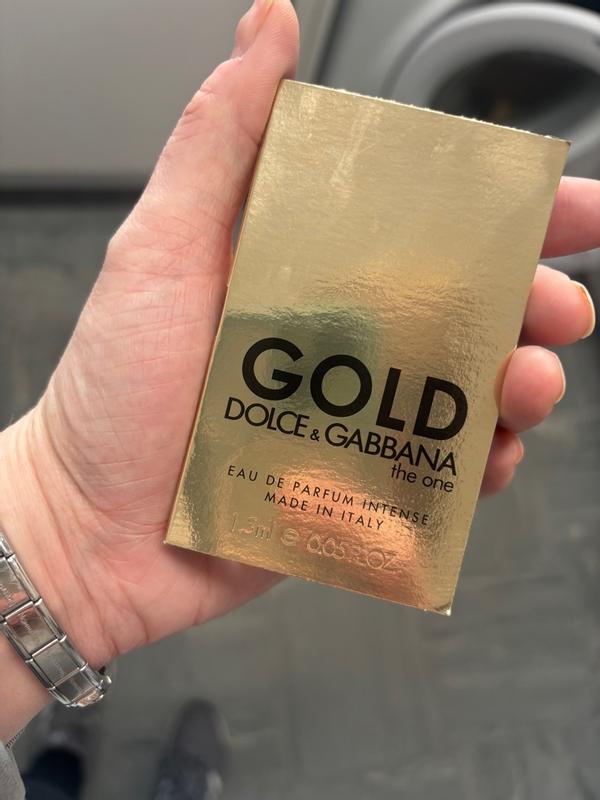 GOLD
DOLCE & GABBANA
the one
EAU DE PARFUM INTENSE
MADE IN ITALY
1.5ml ℮ 0.05 FL.OZ.